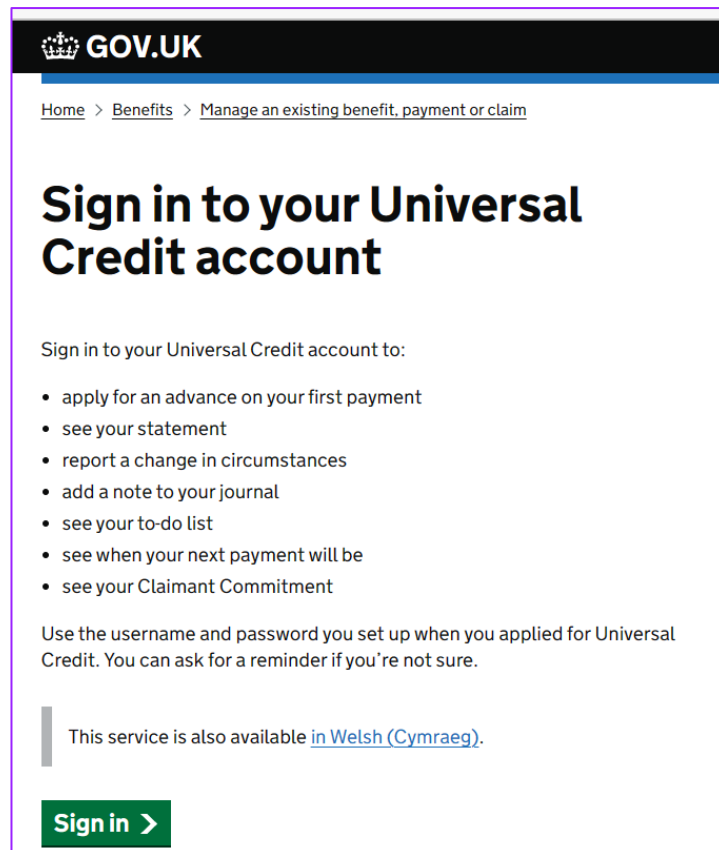 GOV.UK
Home > Benefits > Manage an existing benefit, payment or claim
Sign in to your Universal
Credit account
Sign in to your Universal Credit account to:
• apply for an advance on your first payment
• see your statement
• report a change in circumstances
• add a note to your journal
• see your to-do list
• see when your next payment will be
• see your Claimant Commitment
Use the username and password you set up when you applied for Universal
Credit. You can ask for a reminder if you're not sure.
This service is also available in Welsh (Cymraeg).
Sign in >